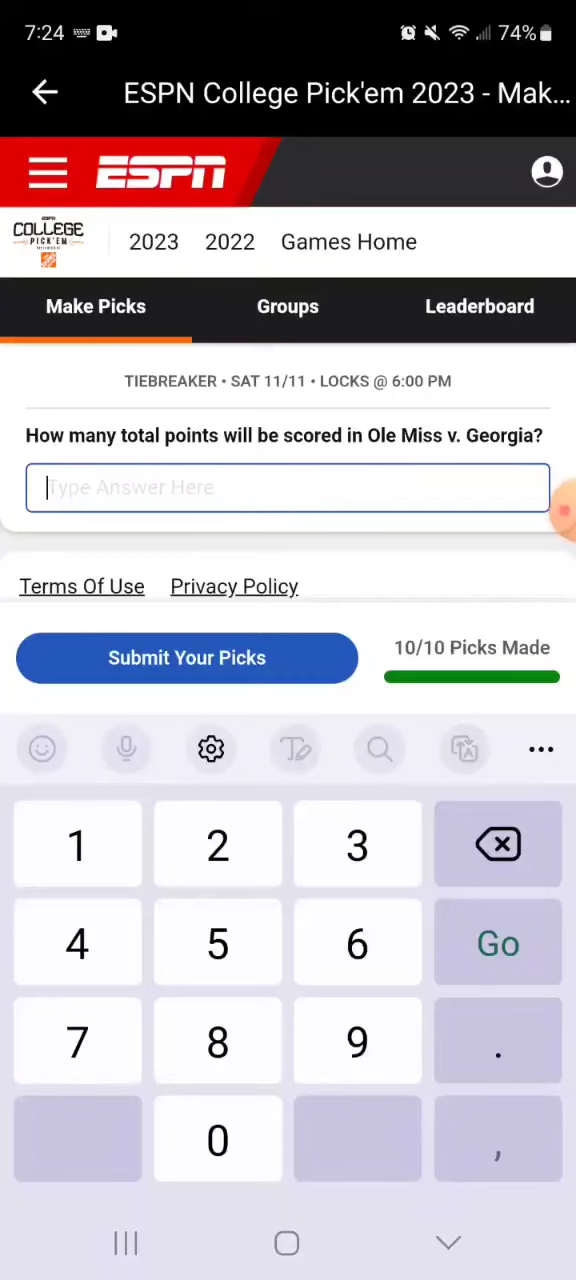 7:24 74%
ESPN College Pick'em 2023 - Mak...
ESPN
ESPN
COLLEGE
PICK'EM
2023 2022 Games Home
Make Picks Groups Leaderboard
TIEBREAKER • SAT 11/11 • LOCKS @ 6:00 PM
How many total points will be scored in Ole Miss v. Georgia?
Type Answer Here
Terms Of Use Privacy Policy
Submit Your Picks 10/10 Picks Made
1 2 3
4 5 6 Go
7 8 9 .
0 ,